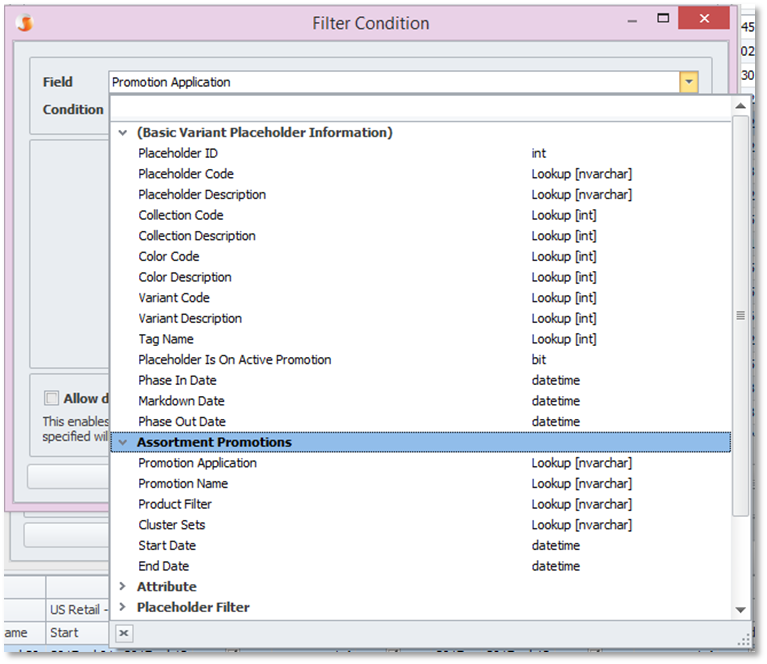 Filter Condition
Field Promotion Application
Condition
(Basic Variant Placeholder Information)
Placeholder ID int
Placeholder Code Lookup [nvarchar]
Placeholder Description Lookup [nvarchar]
Collection Code Lookup [int]
Collection Description Lookup [int]
Color Code Lookup [int]
Color Description Lookup [int]
Variant Code Lookup [int]
Variant Description Lookup [int]
Tag Name Lookup [int]
Placeholder Is On Active Promotion bit
Phase In Date datetime
Markdown Date datetime
Phase Out Date datetime
Assortment Promotions
Promotion Application Lookup [nvarchar]
Promotion Name Lookup [nvarchar]
Product Filter Lookup [nvarchar]
Cluster Sets Lookup [nvarchar]
Start Date datetime
End Date datetime
Attribute
Placeholder Filter
Allow d
This enables
specified wil
US Retail -
ame Start
45
02
30